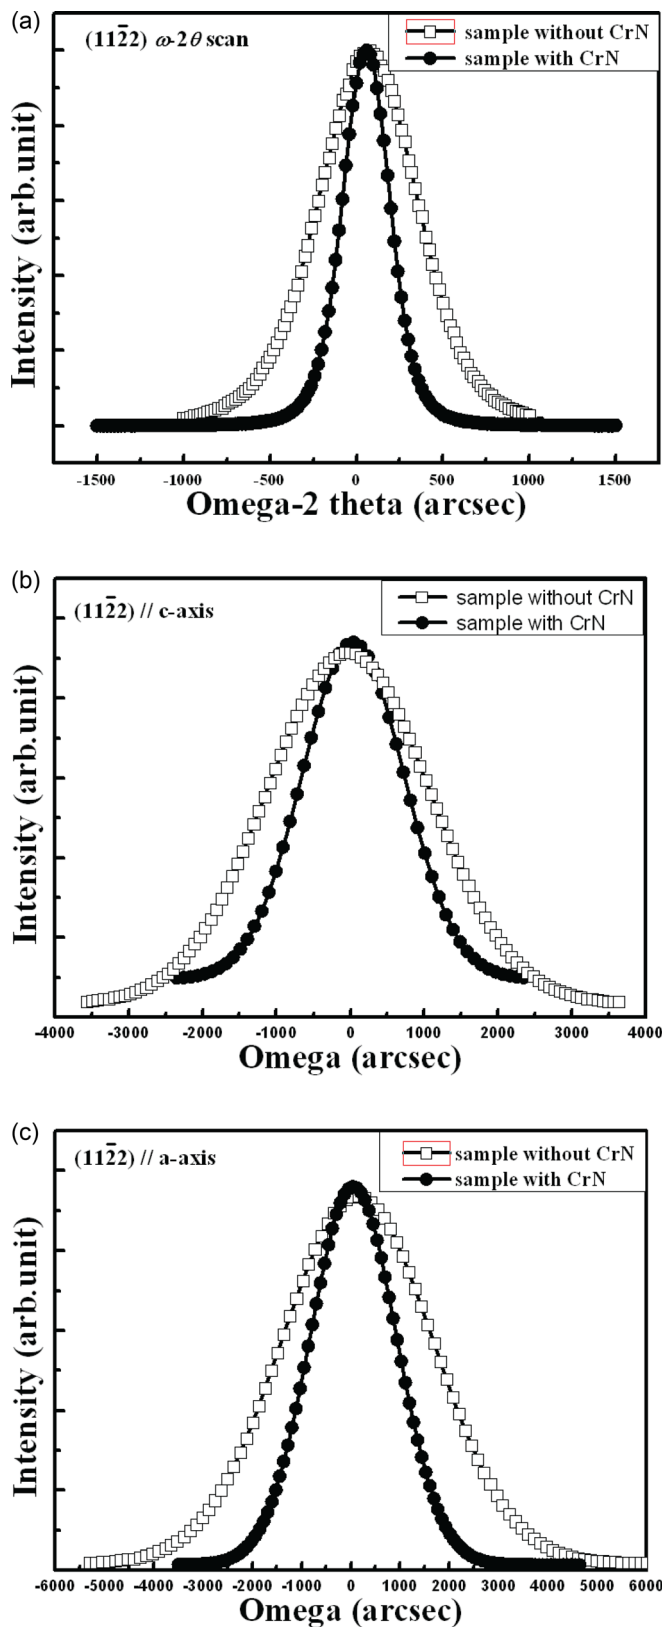 (a)
(112̅2) ω-2θ scan
sample without CrN
sample with CrN
Intensity (arb.unit)
-1500 -1000 -500 0 500 1000 1500
Omega-2 theta (arcsec)
(b)
(112̅2) // c-axis
sample without CrN
sample with CrN
Intensity (arb.unit)
-4000 -3000 -2000 -1000 0 1000 2000 3000 4000
Omega (arcsec)
(c)
(112̅2) // a-axis
sample without CrN
sample with CrN
Intensity (arb.unit)
-6000 -5000 -4000 -3000 -2000 -1000 0 1000 2000 3000 4000 5000 6000
Omega (arcsec)